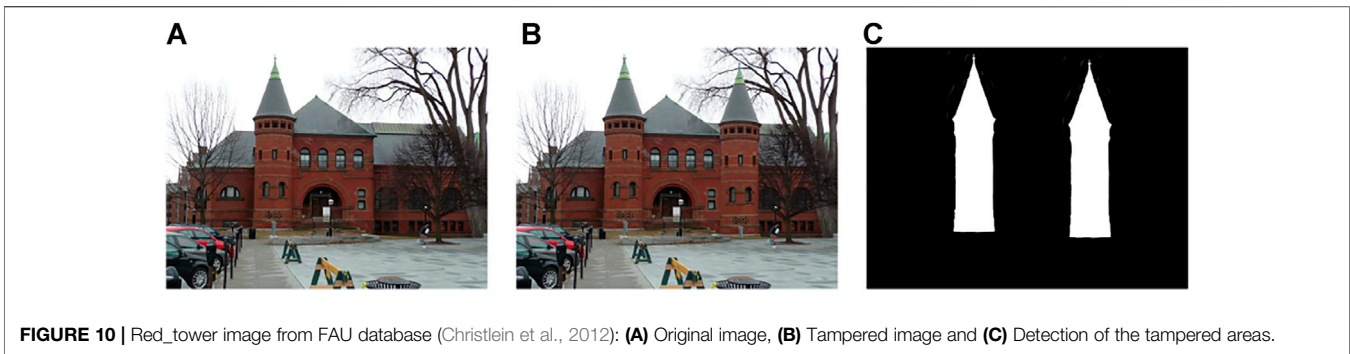 A B C
FIGURE 10 | Red_tower image from FAU database (Christlein et al., 2012): (A) Original image, (B) Tampered image and (C) Detection of the tampered areas.